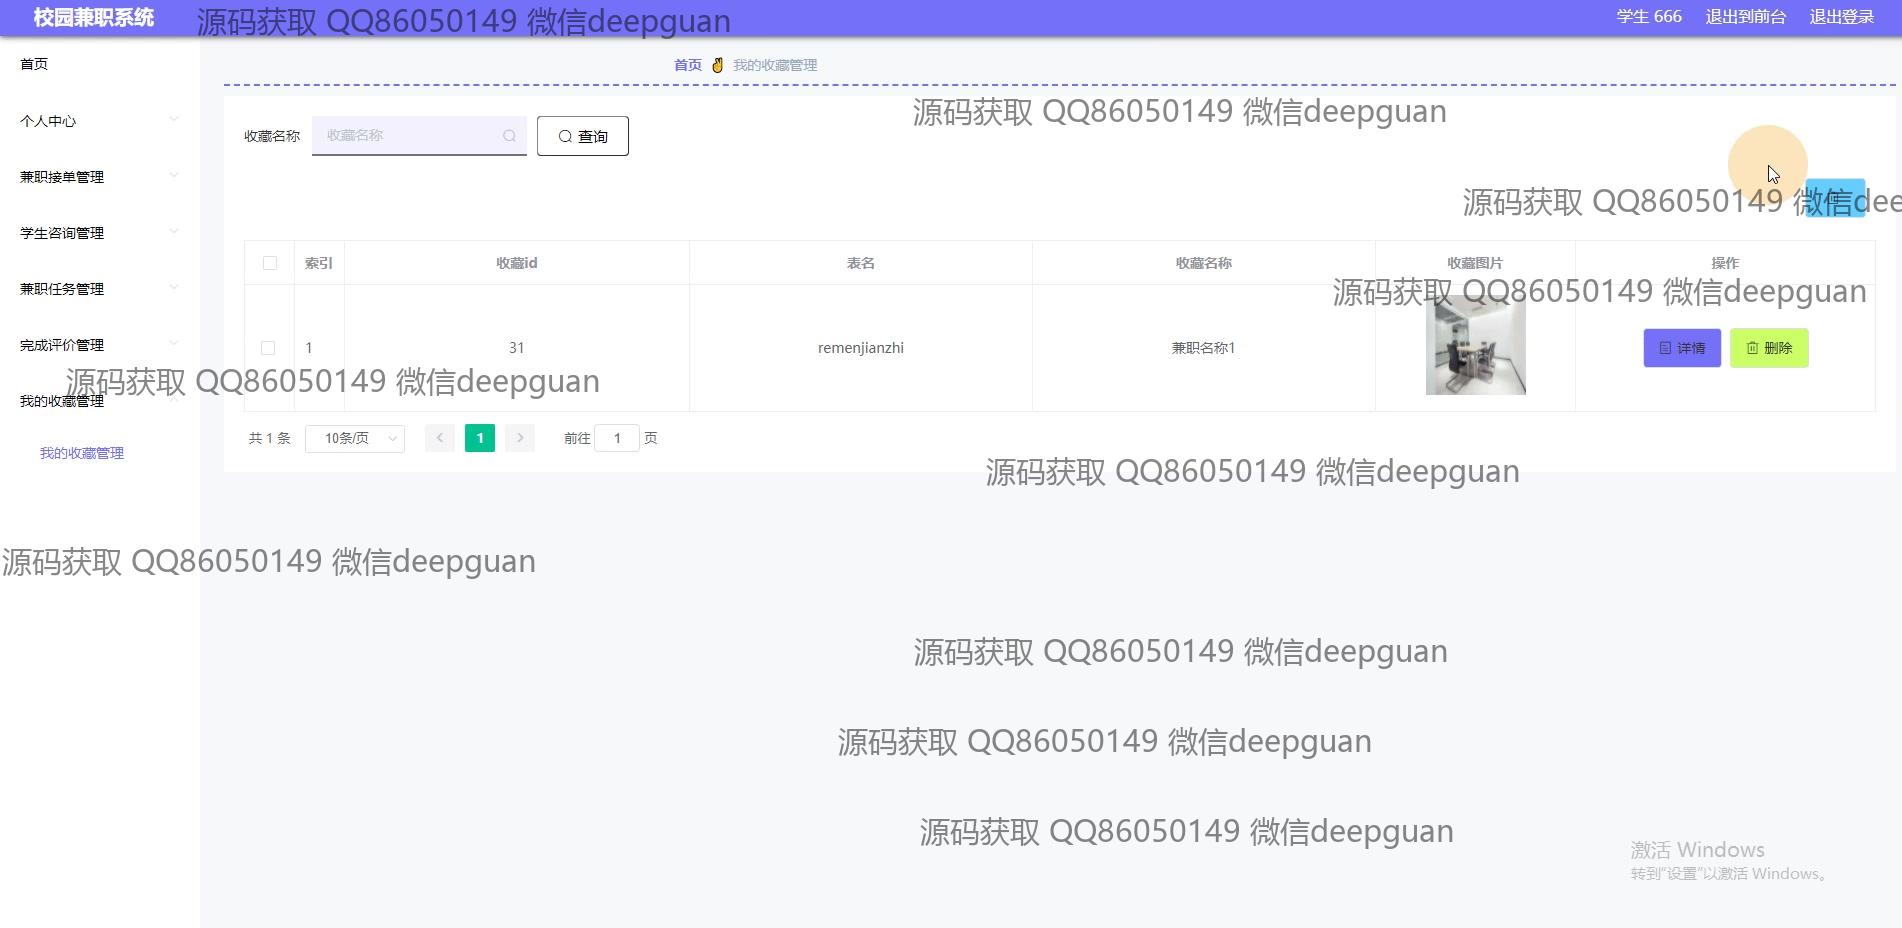 校园兼职系统
源码获取 QQ86050149 微信deepguan
学生 666 退出到前台 退出登录
首页
首页 ✌ 我的收藏管理
源码获取 QQ86050149 微信deepguan
个人中心
收藏名称 收藏名称 查询
兼职接单管理
源码获取 QQ86050149 微信dee
学生咨询管理
索引 收藏id 表名 收藏名称 收藏图片 操作
兼职任务管理
源码获取 QQ86050149 微信deepguan
完成评价管理
1 31 remenjianzhi 兼职名称1 详情 删除
源码获取 QQ86050149 微信deepguan
我的收藏管理
共 1 条 10条/页 1 前往 1 页
我的收藏管理
源码获取 QQ86050149 微信deepguan
源码获取 QQ86050149 微信deepguan
源码获取 QQ86050149 微信deepguan
源码获取 QQ86050149 微信deepguan
源码获取 QQ86050149 微信deepguan
激活 Windows
转到"设置"以激活 Windows。